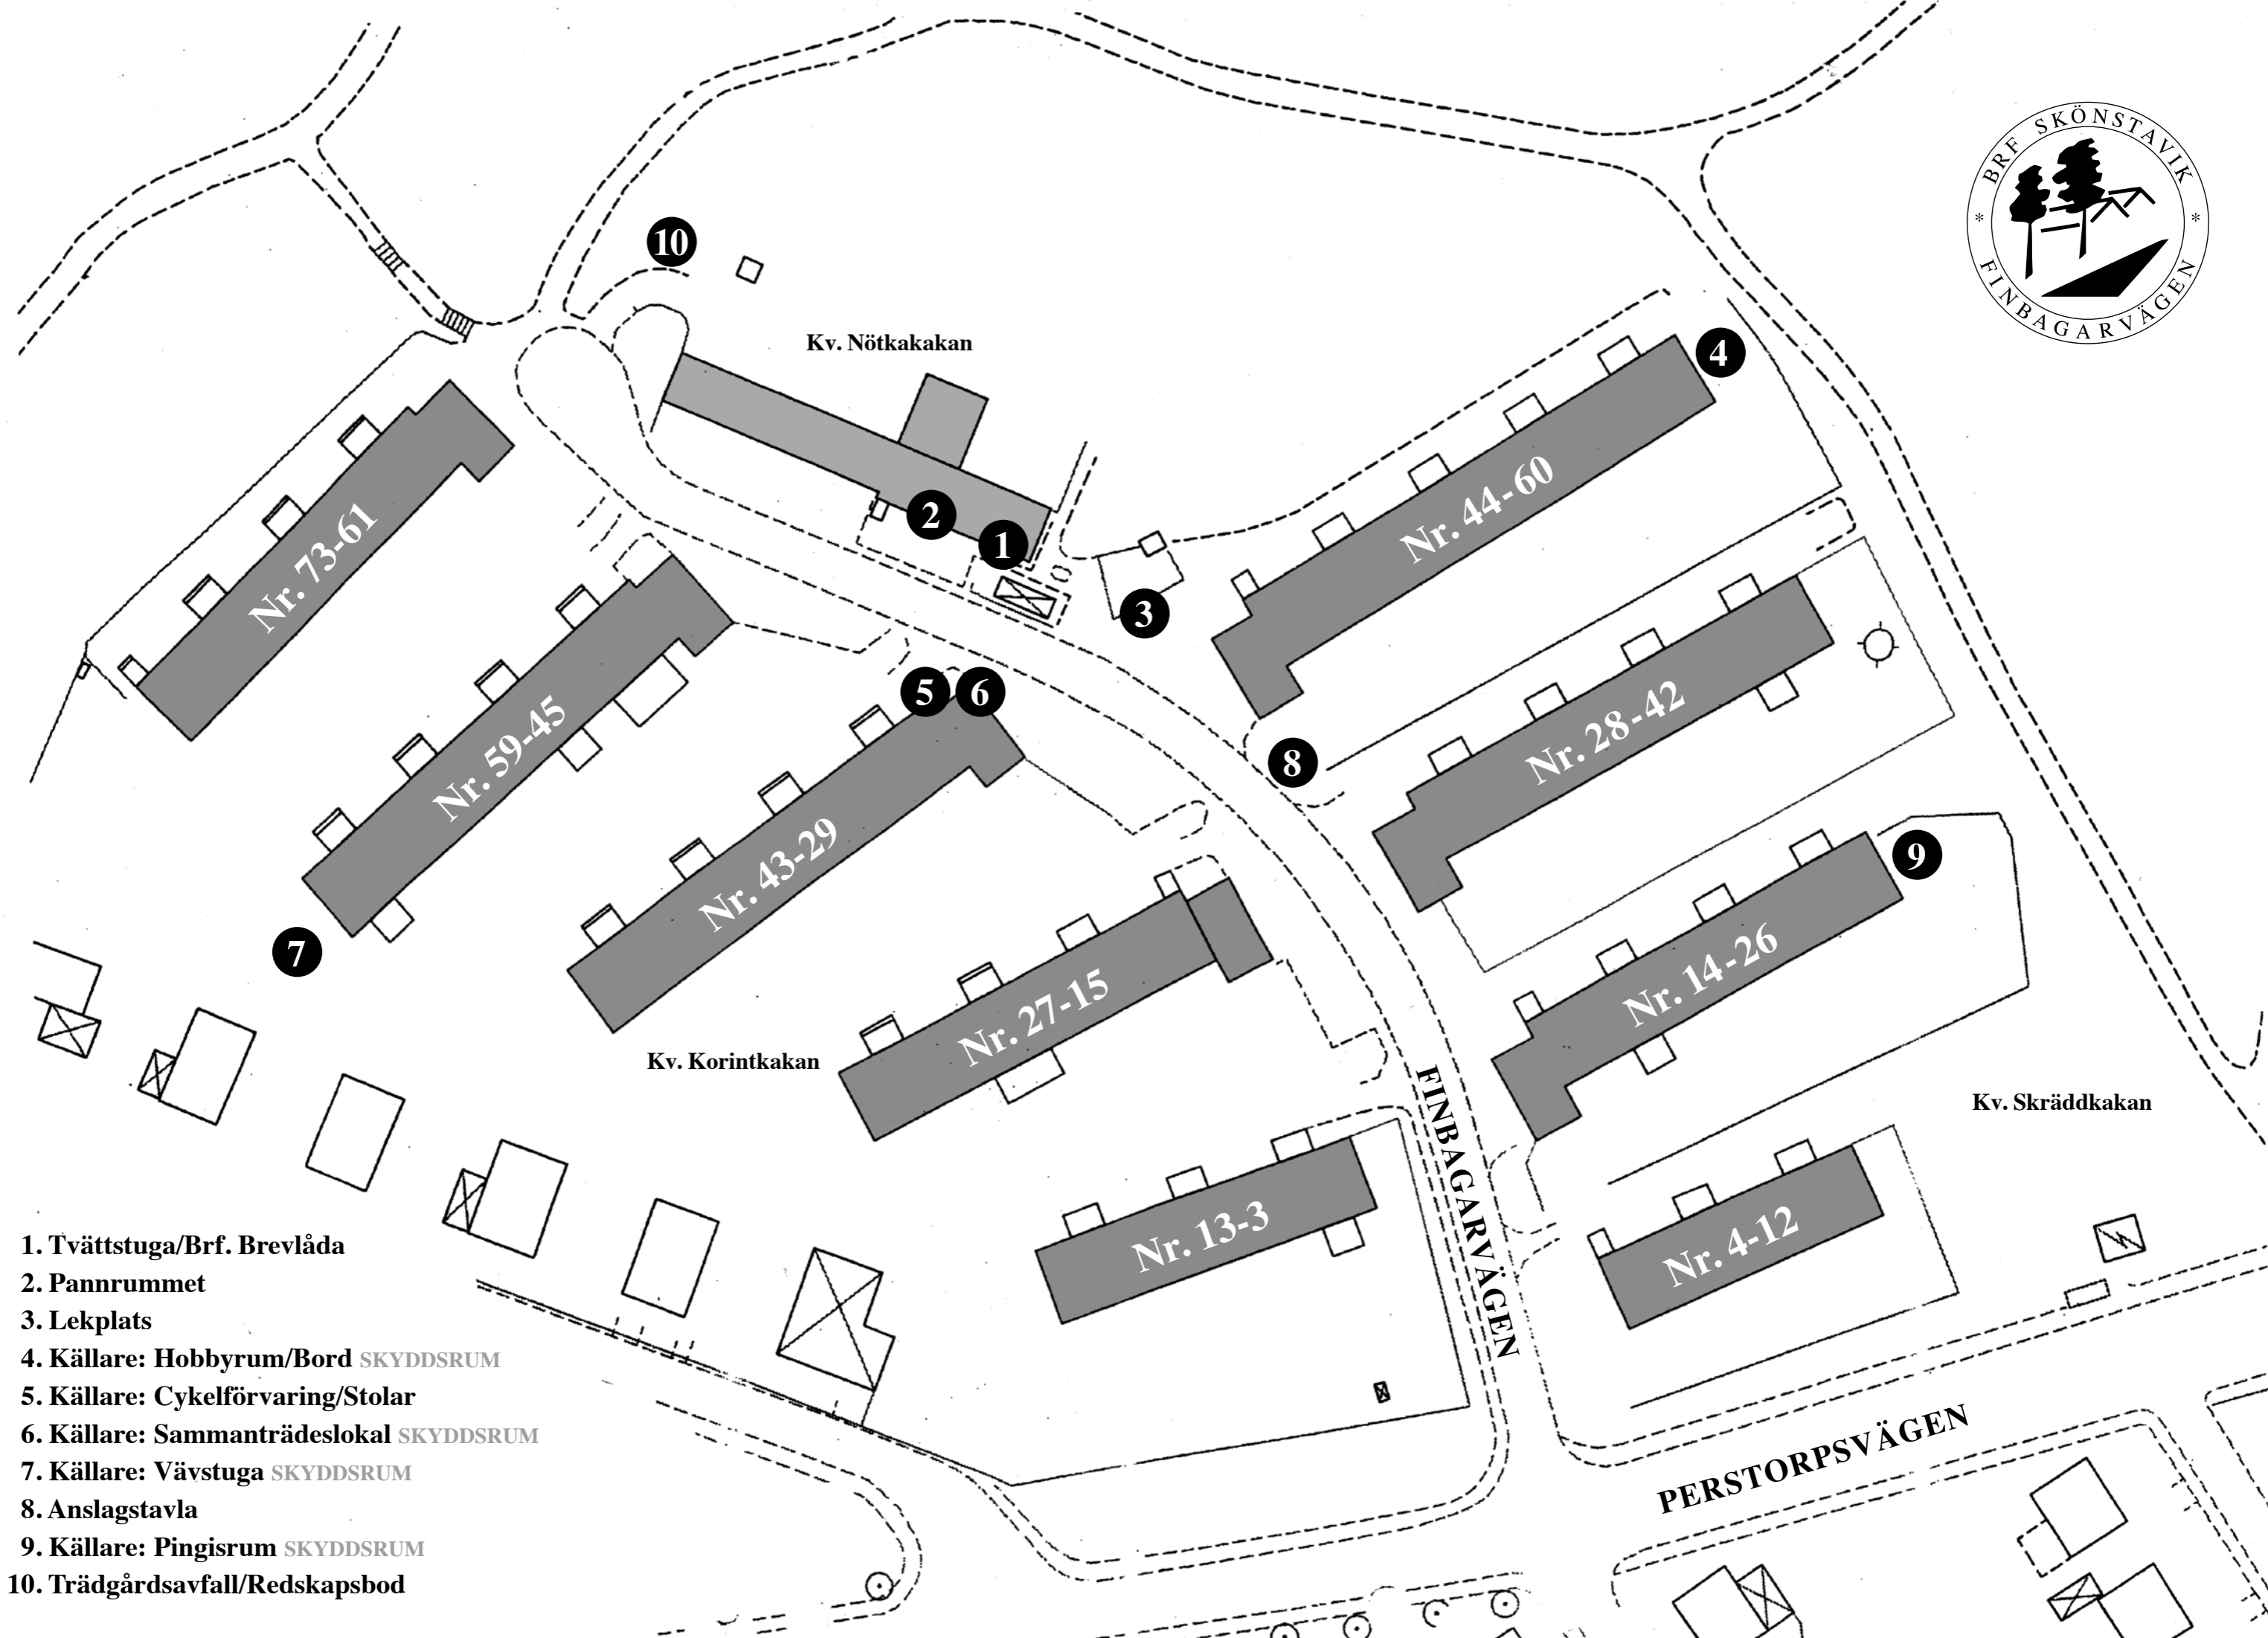 BRF SKÖNSTAVIK
* *
FINBAGARVÄGEN
10
Kv. Nötkakakan
4
Nr. 44-60
2
1
Nr. 73-61
3
5
6
Nr. 28-42
Nr. 59-45
8
Nr. 43-29
9
7
Nr. 14-26
Nr. 27-15
Kv. Korintkakan
Kv. Skräddkakan
FINBAGARVÄGEN
Nr. 13-3
Nr. 4-12
PERSTORPSVÄGEN
1. Tvättstuga/Brf. Brevlåda
2. Pannrummet
3. Lekplats
4. Källare: Hobbyrum/Bord SKYDDSRUM
5. Källare: Cykelförvaring/Stolar
6. Källare: Sammanträdeslokal SKYDDSRUM
7. Källare: Vävstuga SKYDDSRUM
8. Anslagstavla
9. Källare: Pingisrum SKYDDSRUM
10. Trädgårdsavfall/Redskapsbod